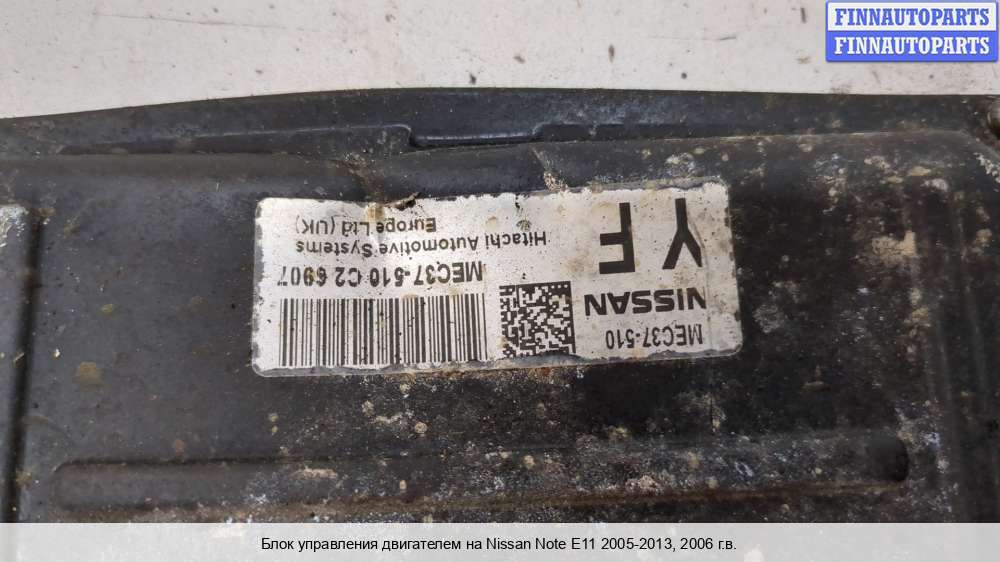 FINNAUTOPARTS
FINNAUTOPARTS
MEC37-510
NISSAN
YF
MEC37-510 C2 6907
Hitachi Automotive Systems
Europe Ltd (UK)
Блок управления двигателем на Nissan Note E11 2005-2013, 2006 г.в.